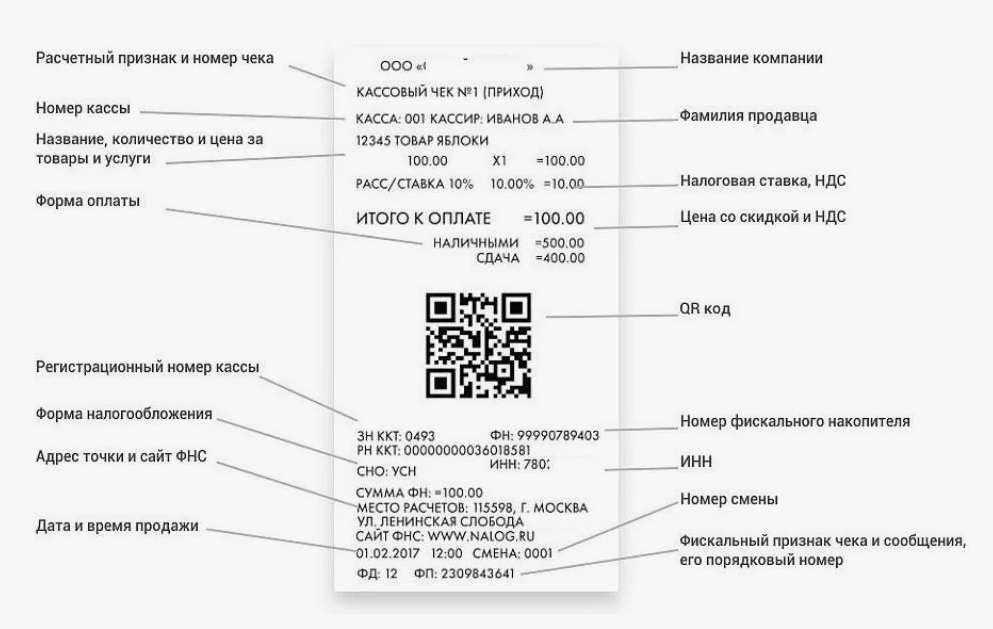 Расчетный признак и номер чека
Номер кассы
Название, количество и цена за
товары и услуги
Форма оплаты
Регистрационный номер кассы
Форма налогообложения
Адрес точки и сайт ФНС
Дата и время продажи
ООО « »
КАССОВЫЙ ЧЕК №1 (ПРИХОД)
КАССА: 001 КАССИР: ИВАНОВ А.А
12345 ТОВАР ЯБЛОКИ
100.00 X1 =100.00
РАСС/СТАВКА 10% 10.00% =10.00
ИТОГО К ОПЛАТЕ =100.00
НАЛИЧНЫМИ =500.00
СДАЧА =400.00
ЗН ККТ: 0493 ФН: 99990789403
РН ККТ: 00000000036018581
ИНН: 780
СНО: УСН
СУММА ФН: =100.00
МЕСТО РАСЧЕТОВ: 115598, Г. МОСКВА
УЛ. ЛЕНИНСКАЯ СЛОБОДА
САЙТ ФНС: WWW.NALOG.RU
01.02.2017 12:00 СМЕНА: 0001
ФД: 12 ФП: 2309843641
Название компании
Фамилия продавца
Налоговая ставка, НДС
Цена со скидкой и НДС
QR код
Номер фискального накопителя
ИНН
Номер смены
Фискальный признак чека и сообщения,
его порядковый номер